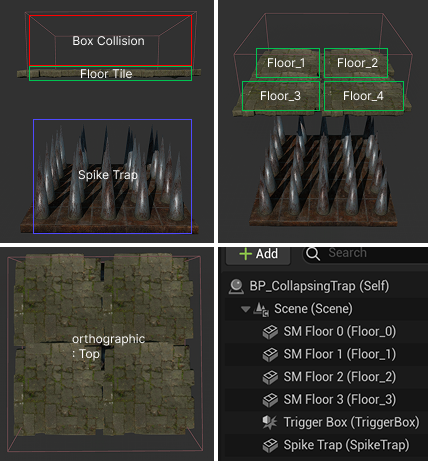 Box Collision
Floor Tile
Spike Trap
Floor_1 Floor_2
Floor_3 Floor_4
orthographic
: Top
+ Add Search
BP_CollapsingTrap (Self)
Scene (Scene)
SM Floor 0 (Floor_0)
SM Floor 1 (Floor_1)
SM Floor 2 (Floor_2)
SM Floor 3 (Floor_3)
Trigger Box (TriggerBox)
Spike Trap (SpikeTrap)